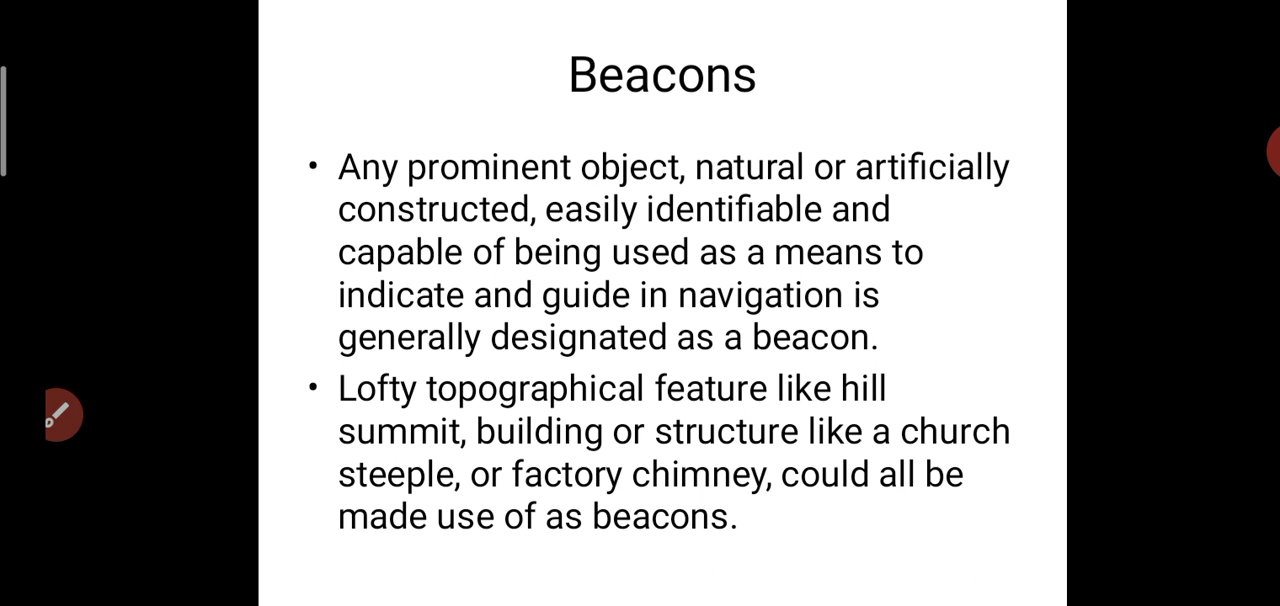 Beacons
• Any prominent object, natural or artificially
constructed, easily identifiable and
capable of being used as a means to
indicate and guide in navigation is
generally designated as a beacon.
• Lofty topographical feature like hill
summit, building or structure like a church
steeple, or factory chimney, could all be
made use of as beacons.